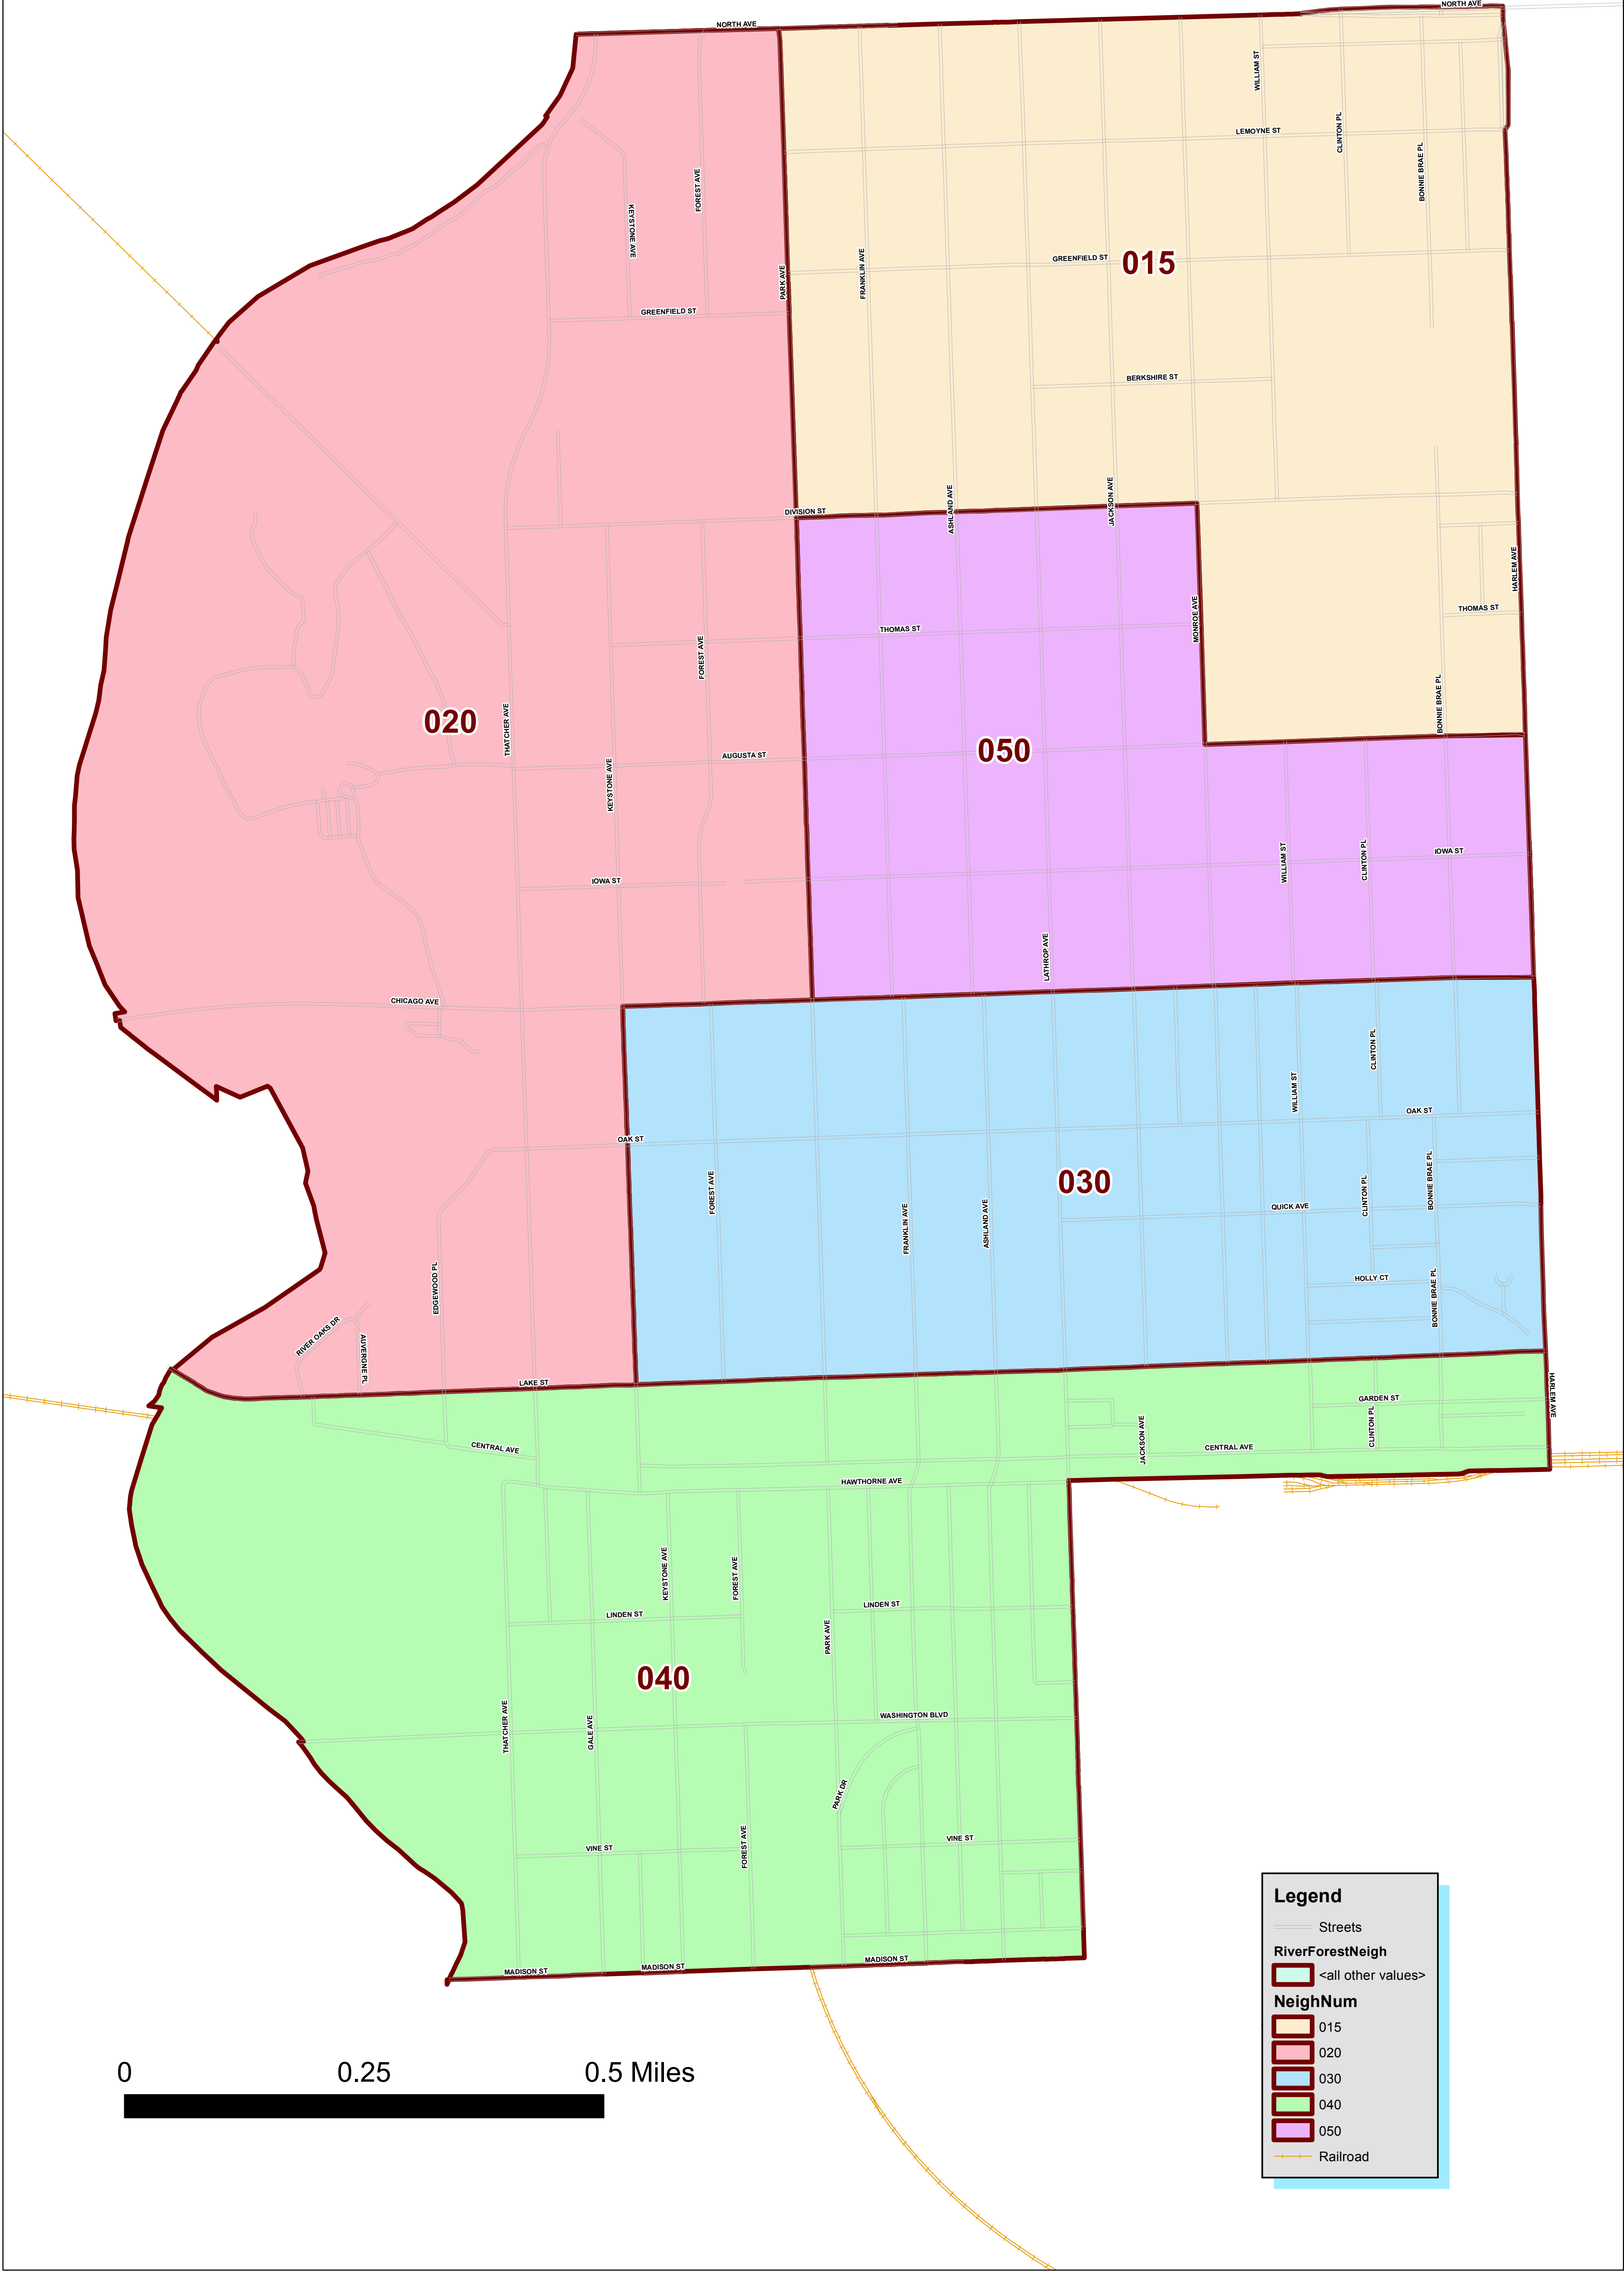 NORTH AVE
NORTH AVE
WILLIAM ST
LEMOYNE ST
CLINTON PL
BONNIE BRAE PL
FOREST AVE
KEYSTONE AVE
PARK AVE
FRANKLIN AVE
GREENFIELD ST
015
GREENFIELD ST
BERKSHIRE ST
ASHLAND AVE
JACKSON AVE
DIVISION ST
HARLEM AVE
THOMAS ST
MONROE AVE
THOMAS ST
FOREST AVE
BONNIE BRAE PL
020
THATCHER AVE
050
AUGUSTA ST
KEYSTONE AVE
WILLIAM ST
CLINTON PL
IOWA ST
IOWA ST
LATHROP AVE
CHICAGO AVE
CLINTON PL
WILLIAM ST
OAK ST
OAK ST
030
FOREST AVE
BONNIE BRAE PL
CLINTON PL
QUICK AVE
FRANKLIN AVE
ASHLAND AVE
EDGEWOOD PL
HOLLY CT
BONNIE BRAE PL
RIVER OAKS DR
AUVERGNE PL
LAKE ST
HARLEM AVE
GARDEN ST
CLINTON PL
JACKSON AVE
CENTRAL AVE
CENTRAL AVE
HAWTHORNE AVE
KEYSTONE AVE
FOREST AVE
LINDEN ST
LINDEN ST
PARK AVE
040
THATCHER AVE
GALE AVE
WASHINGTON BLVD
PARK DR
VINE ST
VINE ST
FOREST AVE
MADISON ST
MADISON ST
MADISON ST
Legend
Streets
RiverForestNeigh
<all other values>
NeighNum
015
020
030
040
050
Railroad
0 0.25 0.5 Miles